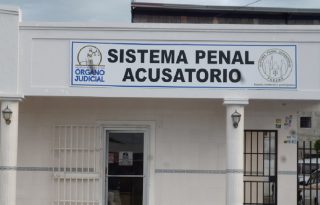 SISTEMA PENAL
ACUSATORIO
ÓRGANO
JUDICIAL